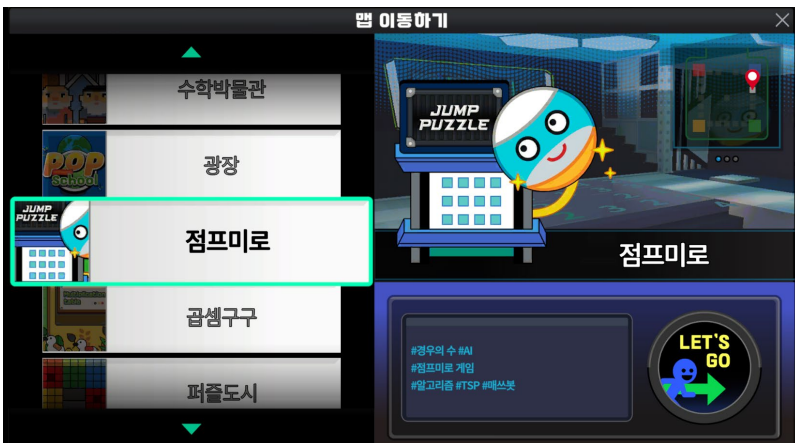 맵 이동하기
수학박물관
POP
School
광장
JUMP
PUZZLE
점프미로
곱셈구구
퍼즐도시
JUMP
PUZZLE
점프미로
#경우의 수 #AI
#점프미로 게임
#알고리즘 #TSP #매쓰봇
LET'S
GO